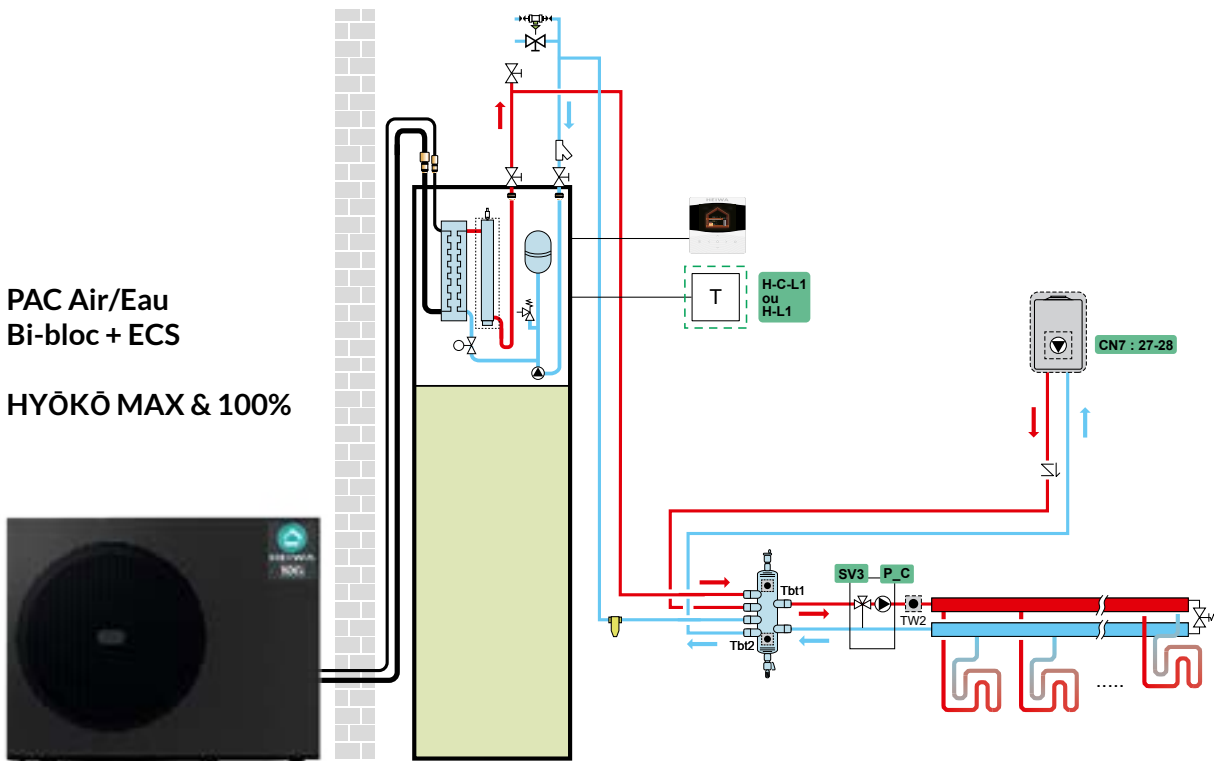 PAC Air/Eau
Bi-bloc + ECS
HYŌKŌ MAX & 100%
T
H-C-L1
ou
H-L1
CN7 : 27-28
SV3
P_C
Tbt1
TW2
Tbt2
M
.....